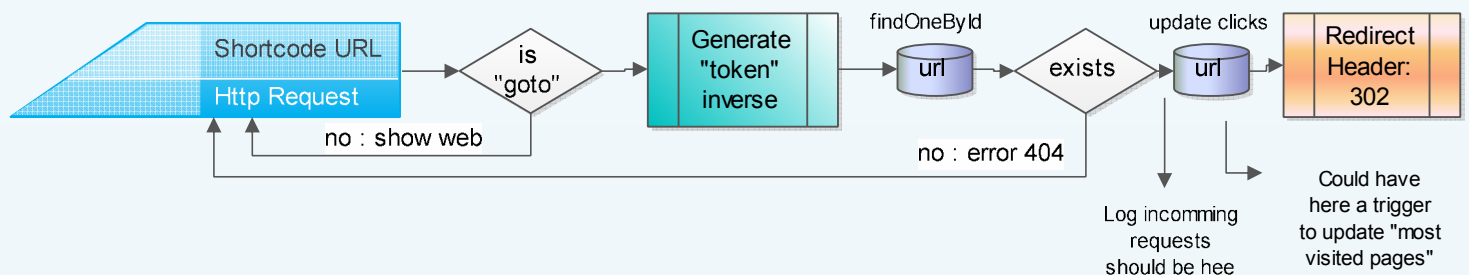 Shortcode URL
Http Request
is
"goto"
no : show web
Generate
"token"
inverse
findOneById
url
exists
no : error 404
update clicks
url
Redirect
Header:
302
Log incomming
requests
should be hee
Could have
here a trigger
to update "most
visited pages"